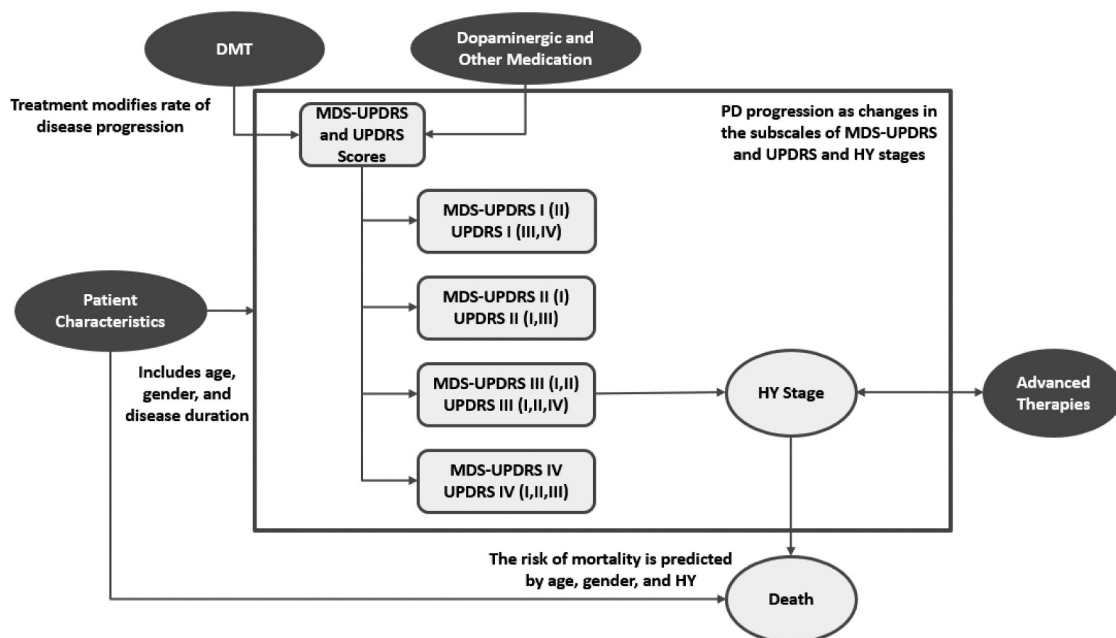 DMT
Dopaminergic and
Other Medication
Treatment modifies rate of
disease progression
MDS-UPDRS
and UPDRS
Scores
PD progression as changes in
the subscales of MDS-UPDRS
and UPDRS and HY stages
MDS-UPDRS I (II)
UPDRS I (III,IV)
MDS-UPDRS II (I)
UPDRS II (I,III)
Patient
Characteristics
Includes age,
gender, and
disease duration
MDS-UPDRS III (I,II)
UPDRS III (I,II,IV)
HY Stage
Advanced
Therapies
MDS-UPDRS IV
UPDRS IV (I,II,III)
The risk of mortality is predicted
by age, gender, and HY
Death